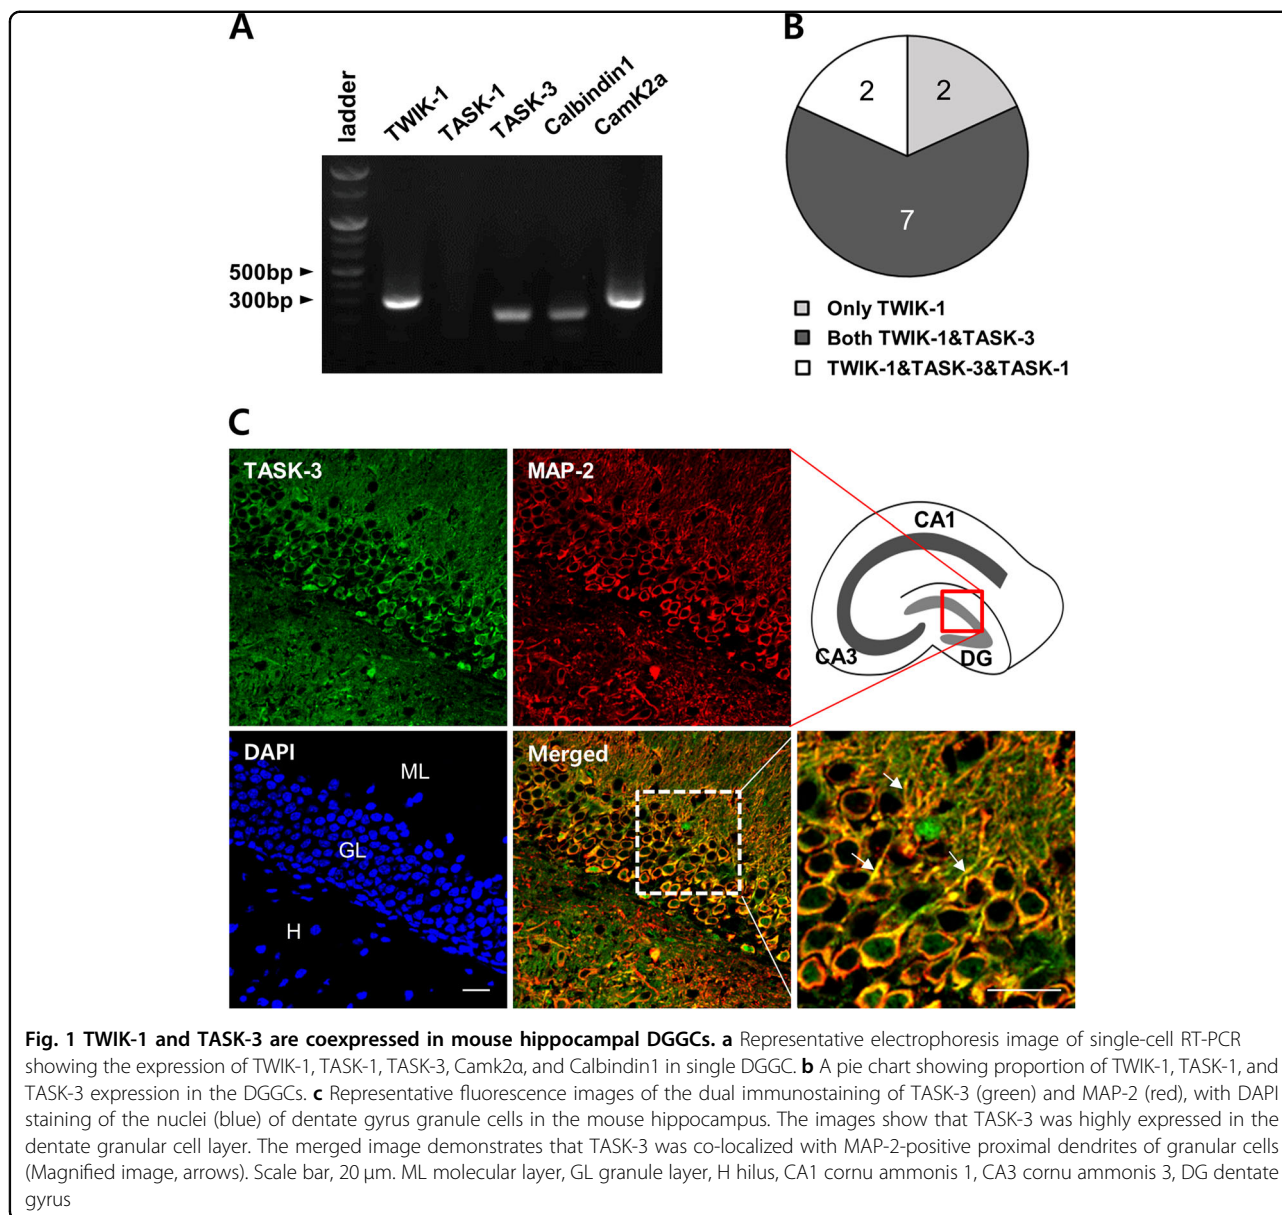 A
ladder
TWIK-1
TASK-1
TASK-3
Calbindin1
CamK2a
500bp
300bp
B
2
2
7
Only TWIK-1
Both TWIK-1&TASK-3
TWIK-1&TASK-3&TASK-1
C
TASK-3
MAP-2
CA1
CA3
DG
DAPI
ML
GL
H
Merged
Fig. 1 TWIK-1 and TASK-3 are coexpressed in mouse hippocampal DGGCs. a Representative electrophoresis image of single-cell RT-PCR
showing the expression of TWIK-1, TASK-1, TASK-3, Camk2α, and Calbindin1 in single DGGC. b A pie chart showing proportion of TWIK-1, TASK-1, and
TASK-3 expression in the DGGCs. c Representative fluorescence images of the dual immunostaining of TASK-3 (green) and MAP-2 (red), with DAPI
staining of the nuclei (blue) of dentate gyrus granule cells in the mouse hippocampus. The images show that TASK-3 was highly expressed in the
dentate granular cell layer. The merged image demonstrates that TASK-3 was co-localized with MAP-2-positive proximal dendrites of granular cells
(Magnified image, arrows). Scale bar, 20 μm. ML molecular layer, GL granule layer, H hilus, CA1 cornu ammonis 1, CA3 cornu ammonis 3, DG dentate
gyrus